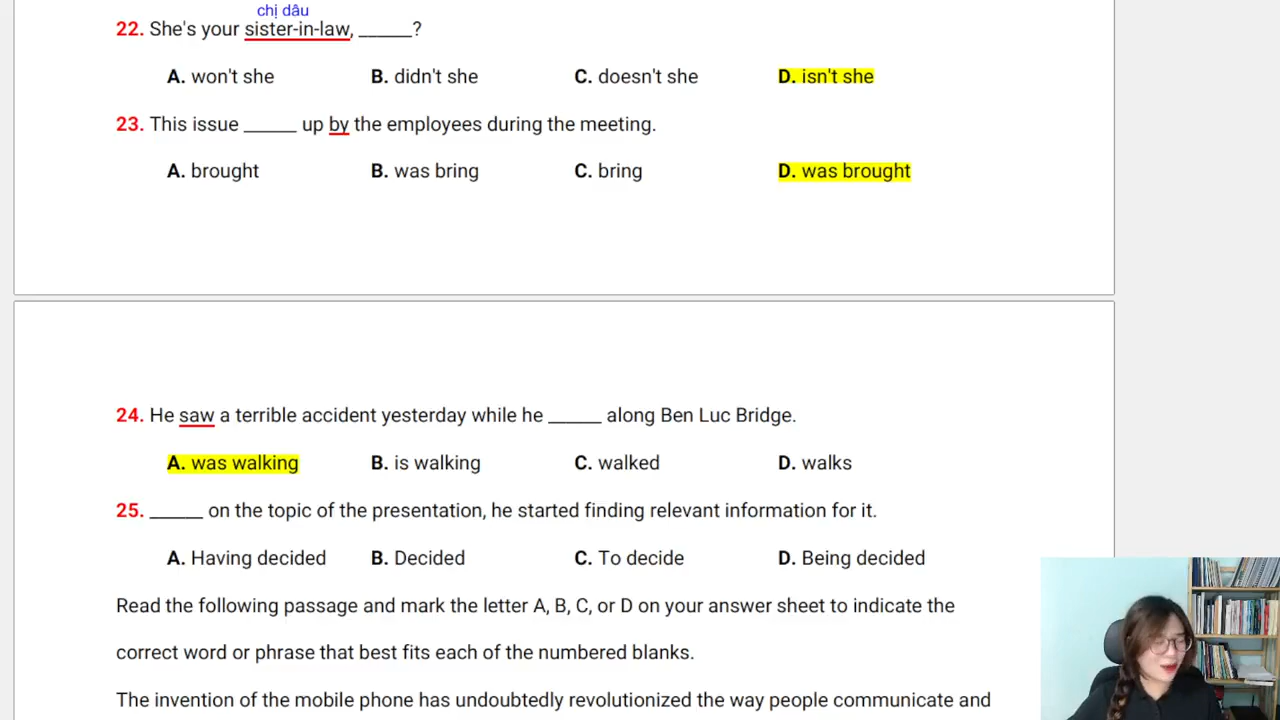 chị dâu
22. She's your sister-in-law, _____?
A. won't she B. didn't she C. doesn't she D. isn't she
23. This issue _____ up by the employees during the meeting.
A. brought B. was bring C. bring D. was brought
24. He saw a terrible accident yesterday while he _____ along Ben Luc Bridge.
A. was walking B. is walking C. walked D. walks
25. _____ on the topic of the presentation, he started finding relevant information for it.
A. Having decided B. Decided C. To decide D. Being decided
Read the following passage and mark the letter A, B, C, or D on your answer sheet to indicate the
correct word or phrase that best fits each of the numbered blanks.
The invention of the mobile phone has undoubtedly revolutionized the way people communicate and